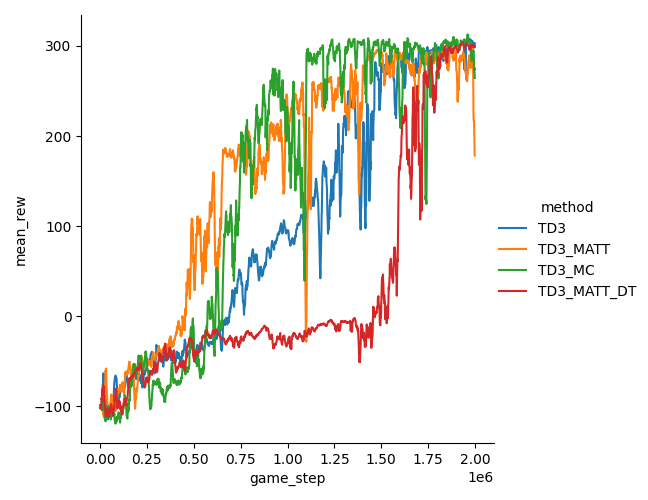 300
200
100
0
−100
mean_rew
0.00 0.25 0.50 0.75 1.00 1.25 1.50 1.75 2.00
1e6
game_step
method
TD3
TD3_MATT
TD3_MC
TD3_MATT_DT